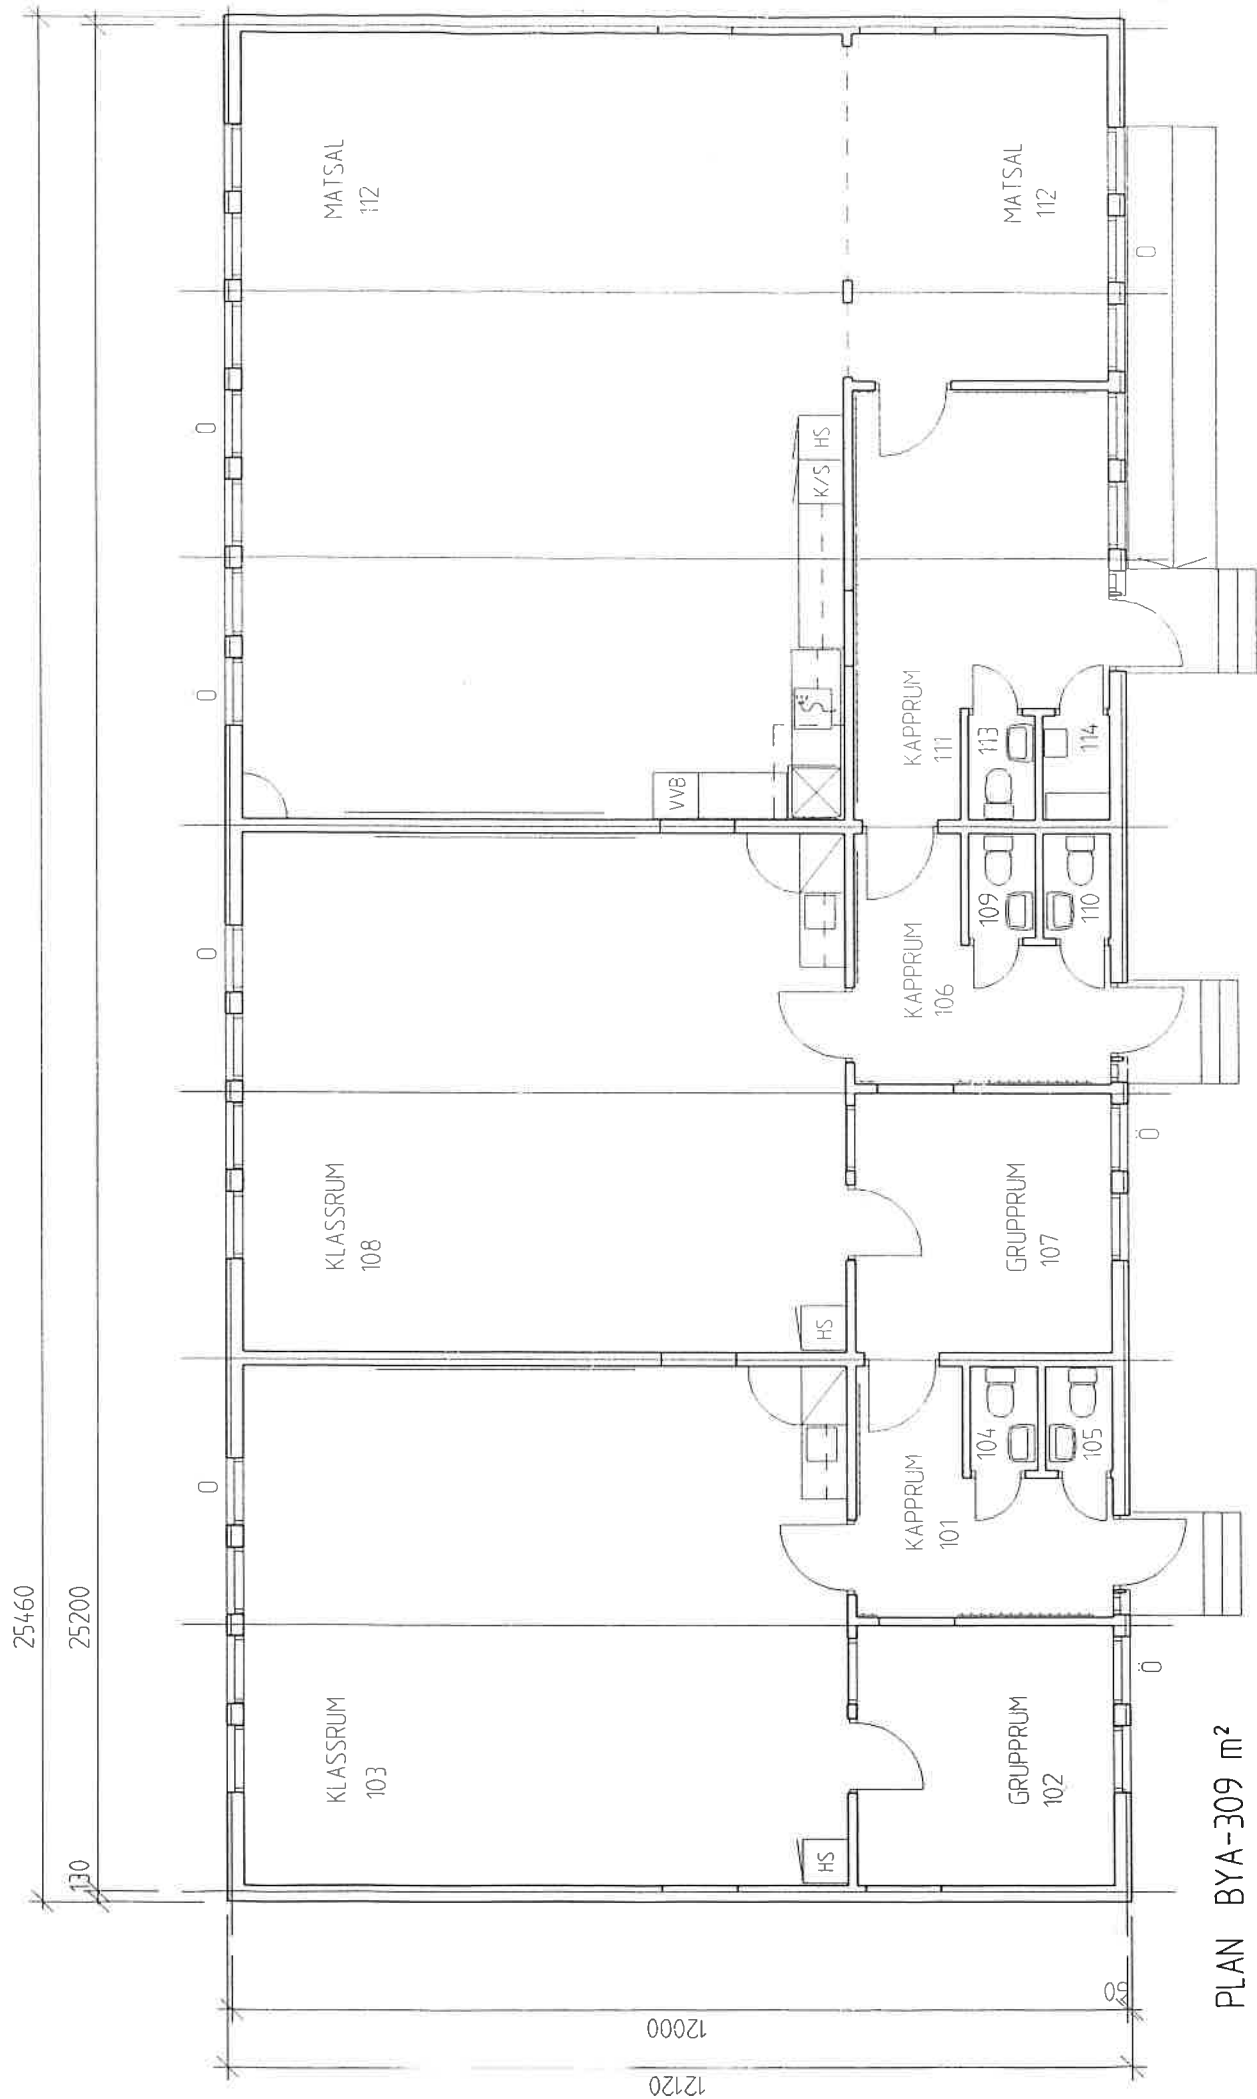 25460
130
25200
Ö
Ö
Ö
Ö
KLASSRUM
103
KLASSRUM
108
MATSAL
112
HS
HS
VVB
K/S
HS
GRUPPRUM
102
KAPPRUM
101
104
105
GRUPPRUM
107
KAPPRUM
106
109
110
KAPPRUM
111
113
114
MATSAL
112
Ö
Ö
Ö
12120
12000
60
PLAN BYA-309 m²